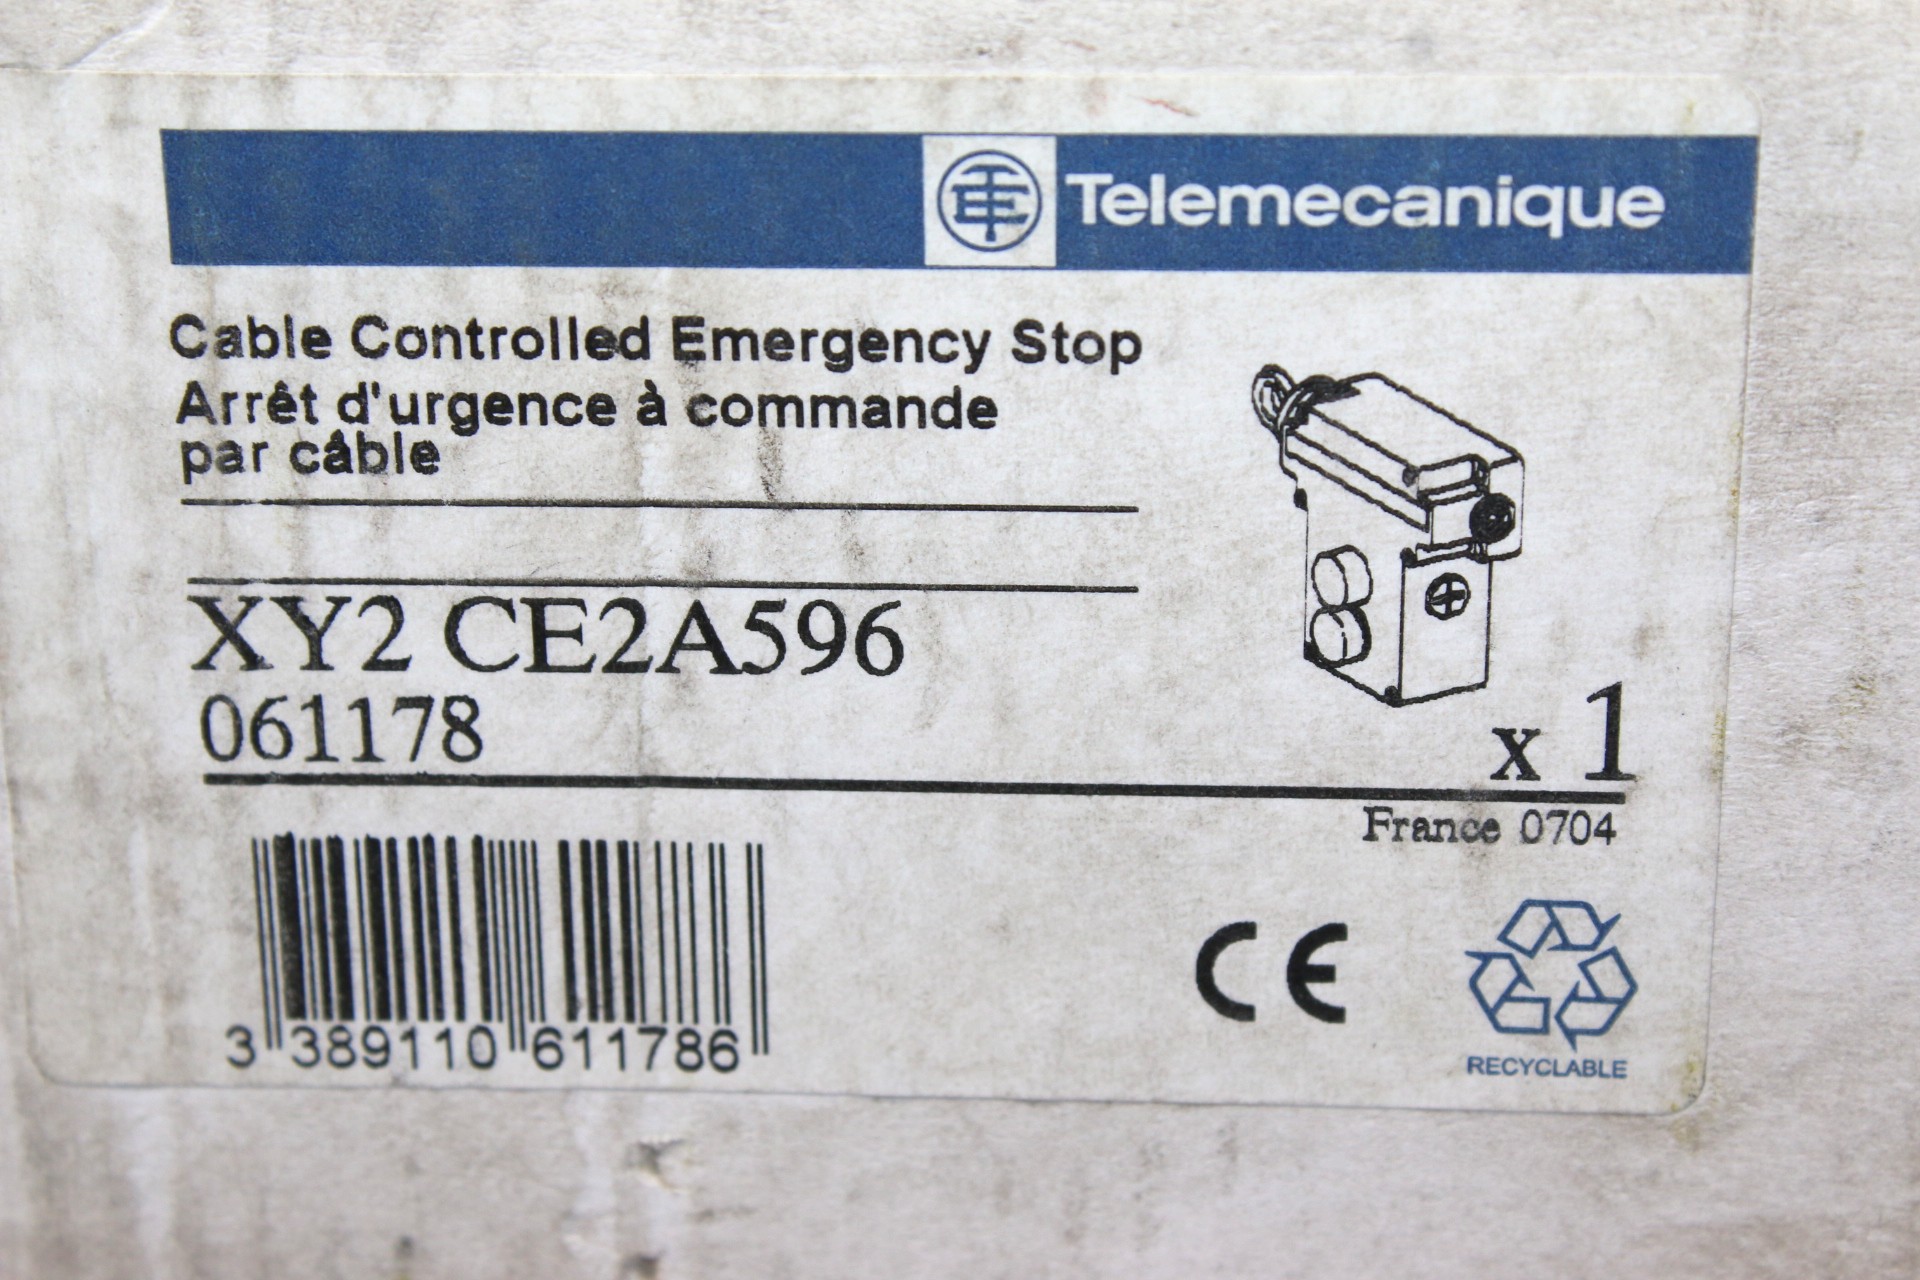 Telemecanique
Cable Controlled Emergency Stop
Arrêt d'urgence à commande
par câble
XY2 CE2A596
061178
x 1
France 0704
3 389110 611786
CE
RECYCLABLE